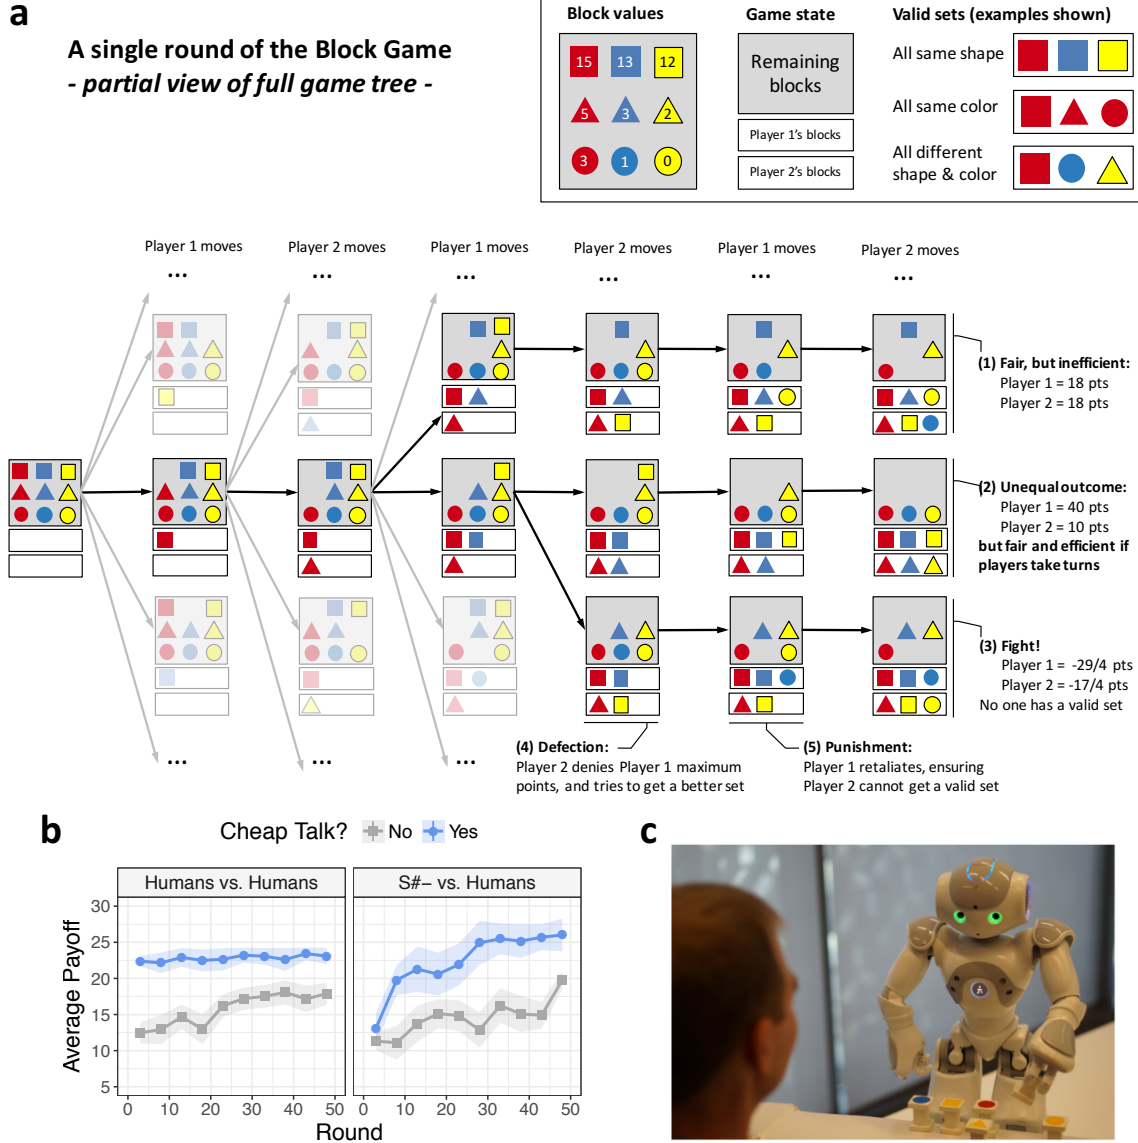 a
A single round of the Block Game
- partial view of full game tree -
Block values
15 13 12
5 3 2
3 1 0
Game state
Remaining
blocks
Player 1's blocks
Player 2's blocks
Valid sets (examples shown)
All same shape
All same color
All different
shape & color
Player 1 moves
Player 2 moves
Player 1 moves
Player 2 moves
Player 1 moves
Player 2 moves
... ... ... ... ... ...
(1) Fair, but inefficient:
Player 1 = 18 pts
Player 2 = 18 pts
(2) Unequal outcome:
Player 1 = 40 pts
Player 2 = 10 pts
but fair and efficient if
players take turns
(3) Fight!
Player 1 = -29/4 pts
Player 2 = -17/4 pts
No one has a valid set
... ... ...
(4) Defection:
Player 2 denies Player 1 maximum
points, and tries to get a better set
(5) Punishment:
Player 1 retaliates, ensuring
Player 2 cannot get a valid set
b
Cheap Talk? No Yes
Humans vs. Humans
S#- vs. Humans
Average Payoff
30
25
20
15
10
5
0 10 20 30 40 50
0 10 20 30 40 50
Round
c